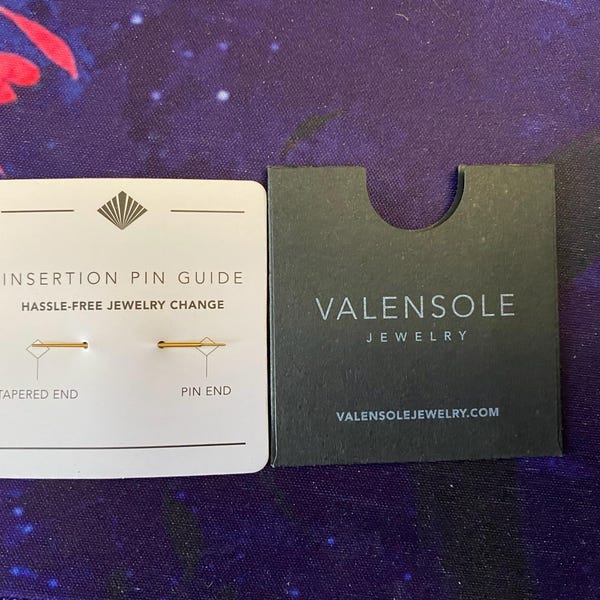 INSERTION PIN GUIDE
HASSLE-FREE JEWELRY CHANGE
TAPERED END
PIN END
VALENSOLE
JEWELRY
VALENSOLEJEWELRY.COM